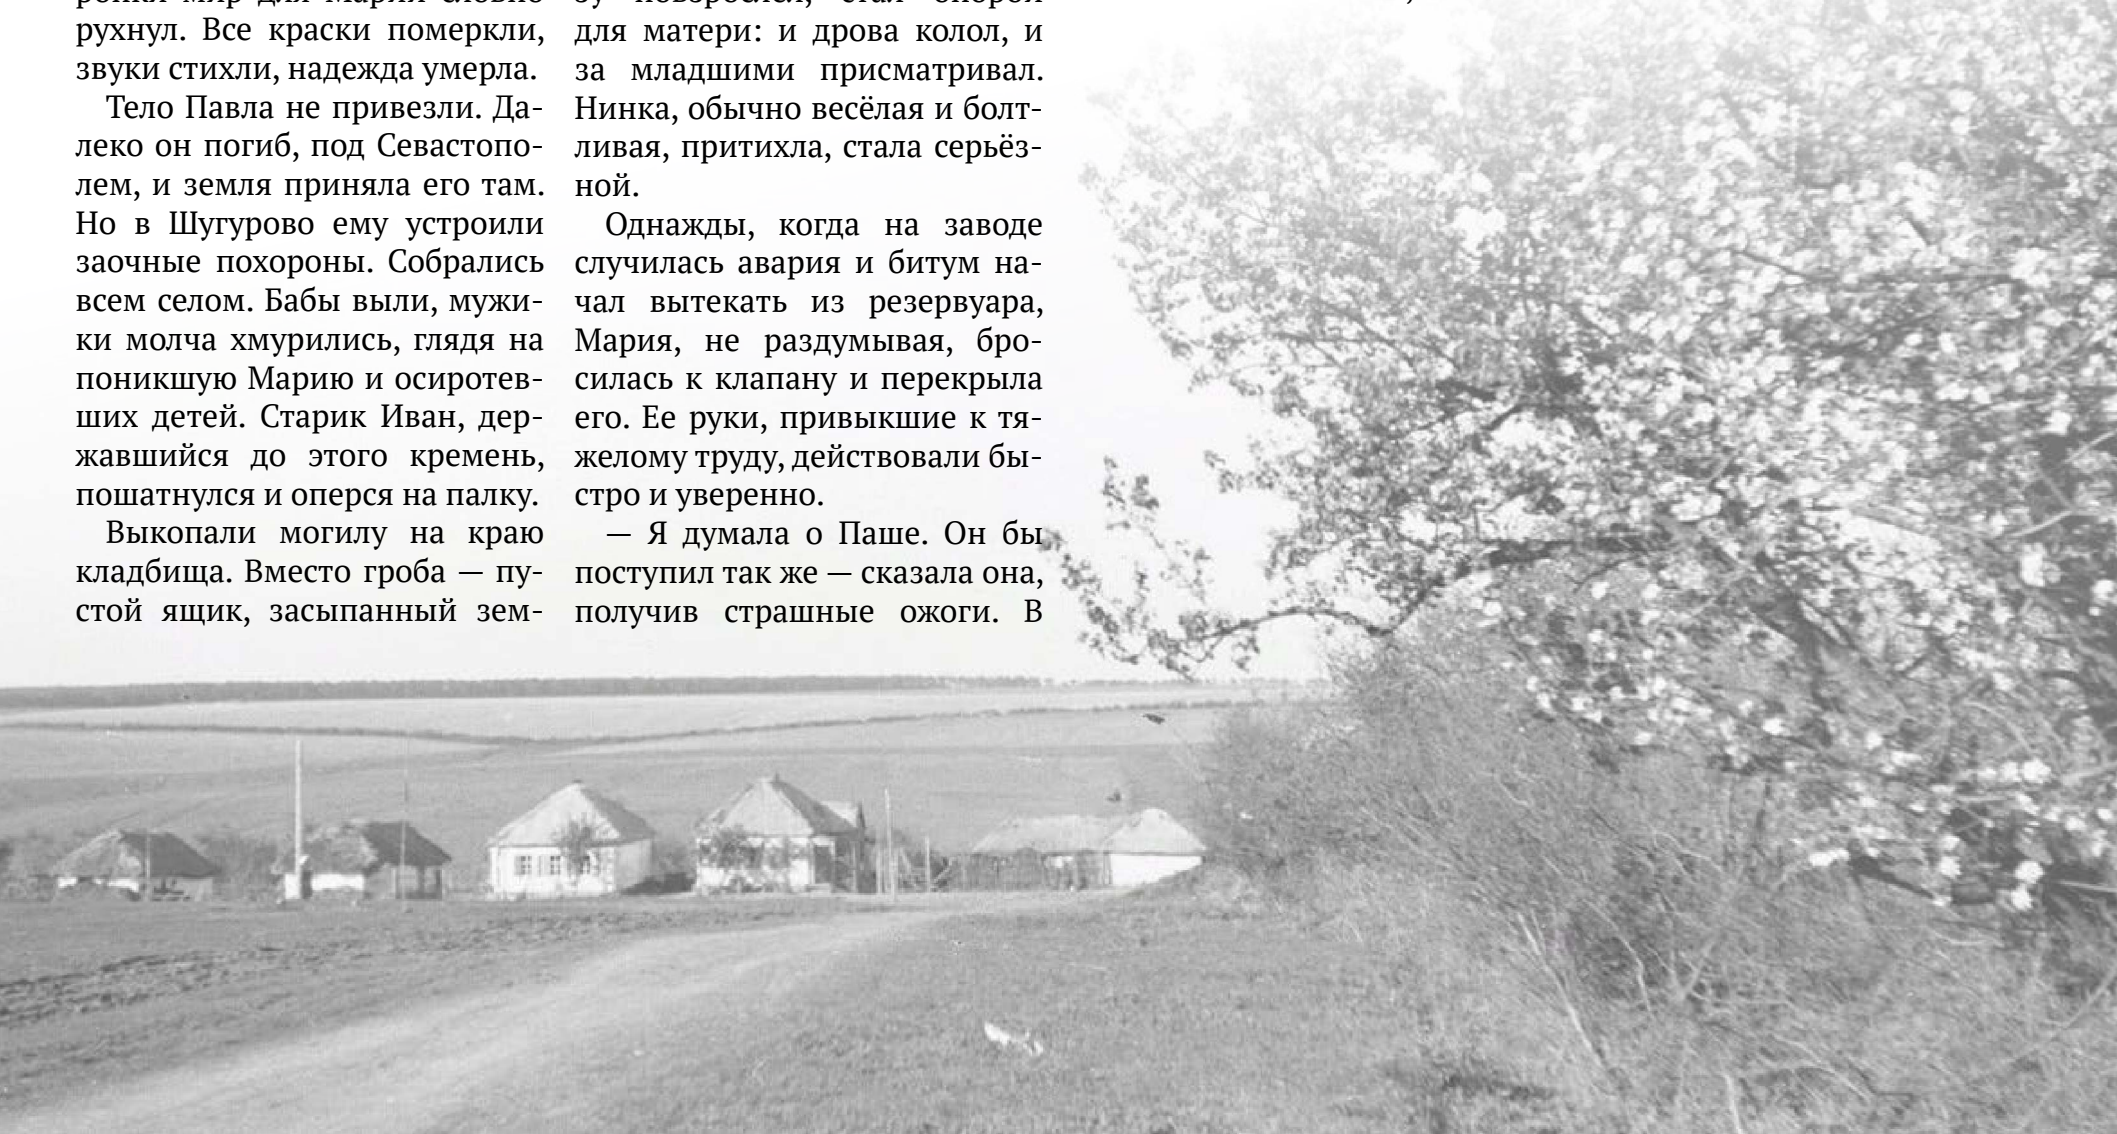 рухнул. Все краски померкли,
звуки стихли, надежда умерла.
Тело Павла не привезли. Да-
леко он погиб, под Севастопо-
лем, и земля приняла его там.
Но в Шугурово ему устроили
заочные похороны. Собрались
всем селом. Бабы выли, мужи-
ки молча хмурились, глядя на
поникшую Марию и осиротев-
ших детей. Старик Иван, дер-
жавшийся до этого кремень,
пошатнулся и оперся на палку.
Выкопали могилу на краю
кладбища. Вместо гроба — пу-
стой ящик, засыпанный зем-
для матери: и дрова колол, и
за младшими присматривал.
Нинка, обычно весёлая и болт-
ливая, притихла, стала серьёз-
ной.
Однажды, когда на заводе
случилась авария и битум на-
чал вытекать из резервуара,
Мария, не раздумывая, бро-
силась к клапану и перекрыла
его. Ее руки, привыкшие к тя-
желому труду, действовали бы-
стро и уверенно.
— Я думала о Паше. Он бы
поступил так же — сказала она,
получив страшные ожоги. В